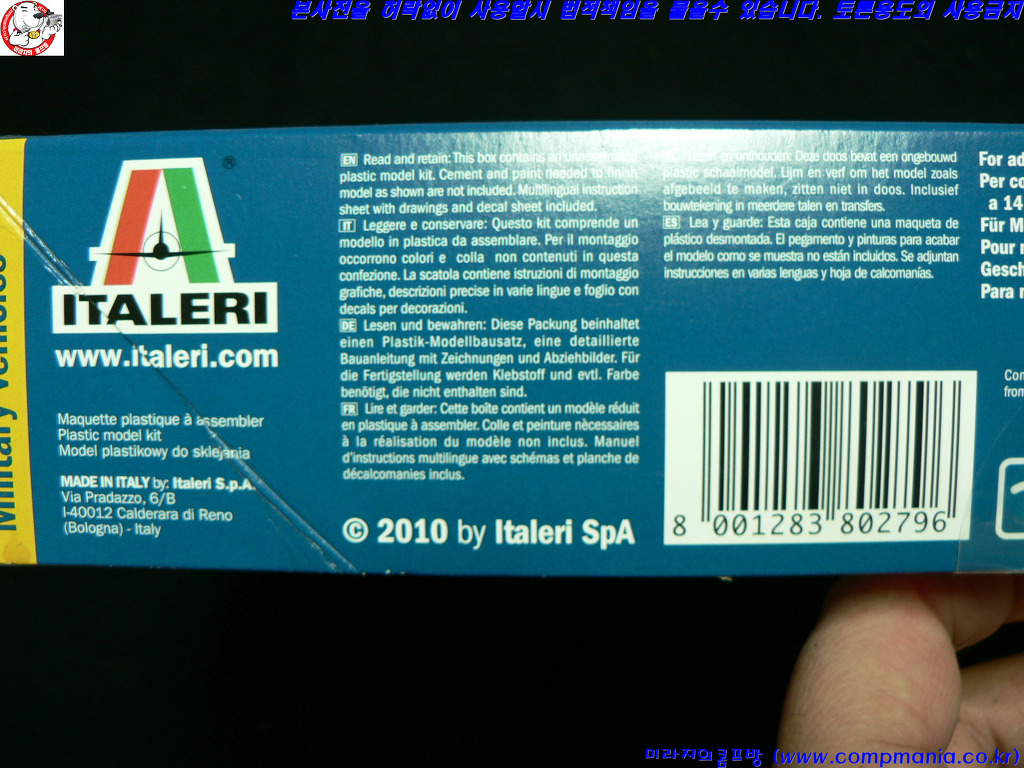 본사진을 허락없이 사용할시 법적책임을 물을수 있습니다. 토론용도외 사용금지
Military Vehicles
®
ITALERI
www.italeri.com
Maquette plastique à assembler
Plastic model kit
Model plastikowy do sklejania
MADE IN ITALY by: Italeri S.p.A.
Via Pradazzo, 6/B
I-40012 Calderara di Reno
(Bologna) - Italy
EN Read and retain: This box contains an unassembled
plastic model kit. Cement and paint needed to finish
model as shown are not included. Multilingual instruction
sheet with drawings and decal sheet included.
IT Leggere e conservare: Questo kit comprende un
modello in plastica da assemblare. Per il montaggio
occorrono colori e colla non contenuti in questa
confezione. La scatola contiene istruzioni di montaggio
grafiche, descrizioni precise in varie lingue e foglio con
decals per decorazioni.
DE Lesen und bewahren: Diese Packung beinhaltet
einen Plastik-Modellbausatz, eine detaillierte
Bauanleitung mit Zeichnungen und Abziehbilder. Für
die Fertigstellung werden Klebstoff und evtl. Farbe
benötigt, die nicht enthalten sind.
FR Lire et garder: Cette boîte contient un modèle réduit
en plastique à assembler. Colle et peinture nècessaires
à la réalisation du modèle non inclus. Manuel
d'instructions multilingue avec schémas et planche de
décalcomanies inclus.
© 2010 by Italeri SpA
en onthouden: Deze doos bevat een ongebouwd
plastic schaalmodel. Lijm en verf om het model zoals
afgebeeld te maken, zitten niet in doos. Inclusief
bouwtekening in meerdere talen en transfers.
ES Lea y guarde: Esta caja contiene una maqueta de
plástico desmontada. El pegamento y pinturas para acabar
el modelo como se muestra no están incluidos. Se adjuntan
instrucciones en varias lenguas y hoja de calcomanías.
8 001283 802796
For ad
Per co
a 14
Für M
Pour
Gesch
Para
Con
from
미라지의콤프방 (www.compmania.co.kr)